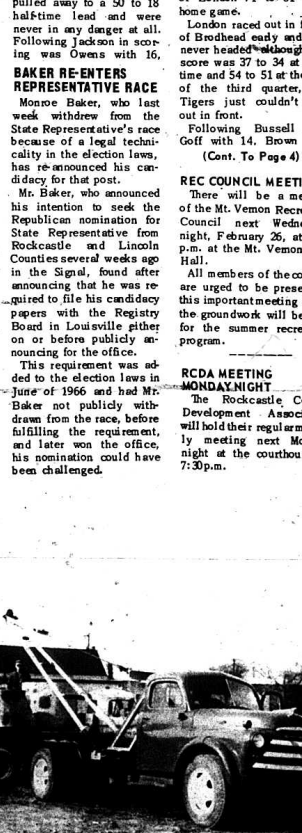 pulled away to a 50 to 18
half-time lead and were
never in any danger at all.
Following Jackson in scor-
ing was Owens with 16,
BAKER RE-ENTERS
REPRESENTATIVE RACE
Monroe Baker, who last
week withdrew from the
State Representative's race
because of a legal techni-
cality in the election laws,
has re-announced his can-
didacy for that post.
Mr. Baker, who announced
his intention to seek the
Republican nomination for
State Representative from
Rockcastle and Lincoln
Counties several weeks ago
in the Signal, found after
announcing that he was re-
quired to file his candidacy
papers with the Registry
Board in Louisville either
on or before publicly an-
nouncing for the office.
This requirement was ad-
ded to the election laws in
June of 1966 and had Mr.
Baker not publicly with-
drawn from the race, before
fulfilling the requirement,
and later won the office,
his nomination could have
been challenged.
home game.
London raced out in f
of Brodhead early and
never headed although
score was 37 to 34 at
time and 54 to 51 at the
of the third quarter,
Tigers just couldn't
out in front.
Following Bussell
Goff with 14, Brown
(Cont. To Page 4)
REC COUNCIL MEETI
There will be a me
of the Mt. Vernon Recre
Council next Wedne
night, February 26, at
p.m. at the Mt. Vernon
Hall.
All members of the co
are urged to be prese
this important meeting
the groundwork will be
for the summer recre
program.
RCDA MEETING
MONDAY NIGHT
The Rockcastle C
Development Associ
will hold their regular m
ly meeting next Mo
night at the courthou
7:30 p.m.